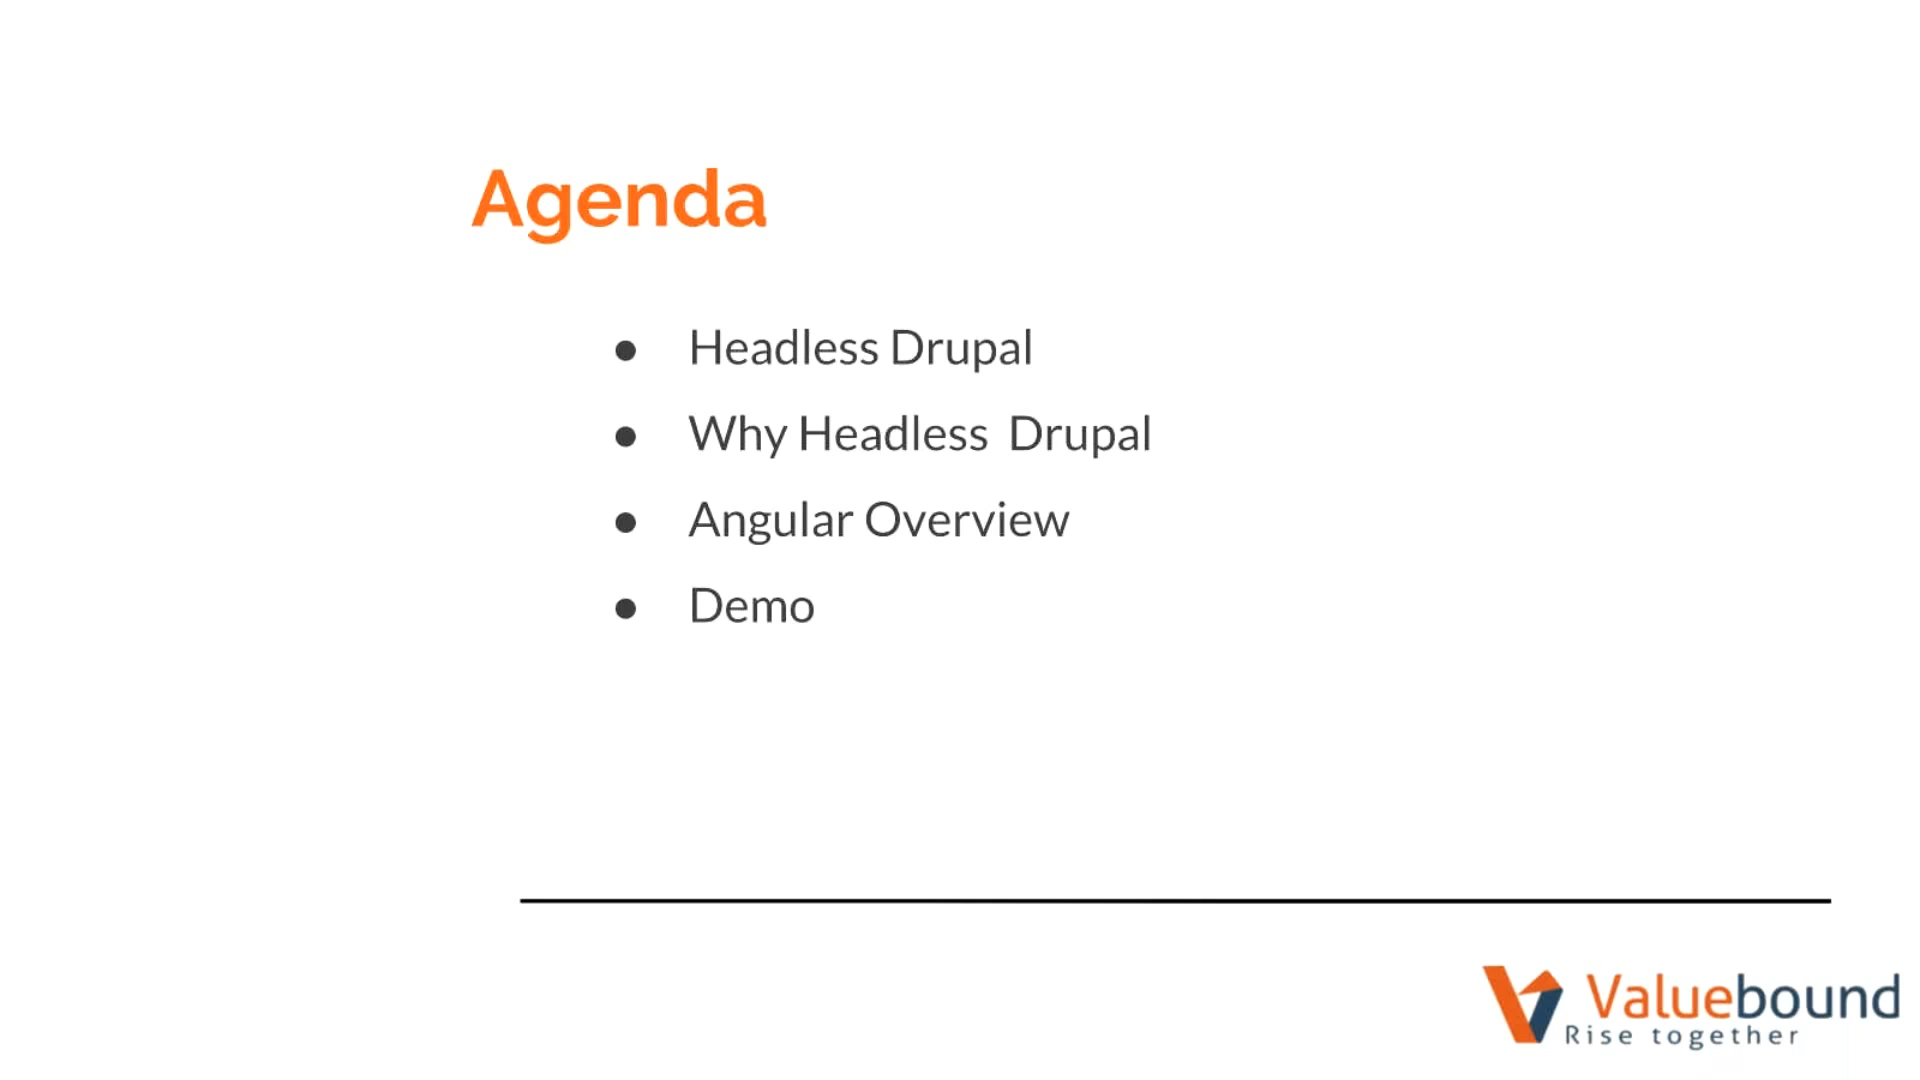 Agenda
● Headless Drupal
● Why Headless  Drupal
● Angular Overview
● Demo
Valuebound
Rise together